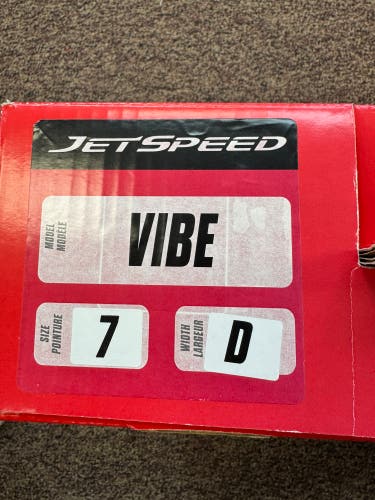 JETSPEED
MODEL
MODÈLE
VIBE
SIZE
POINTURE
7
WIDTH
LARGEUR
D